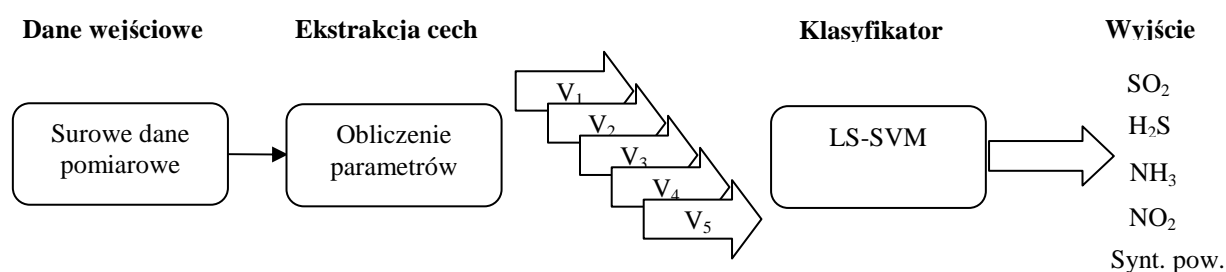 Dane wejściowe
Ekstrakcja cech
Klasyfikator
Wyjście
Surowe dane
pomiarowe
Obliczenie
parametrów
V₁
V₂
V₃
V₄
V₅
LS-SVM
SO₂
H₂S
NH₃
NO₂
Synt. pow.